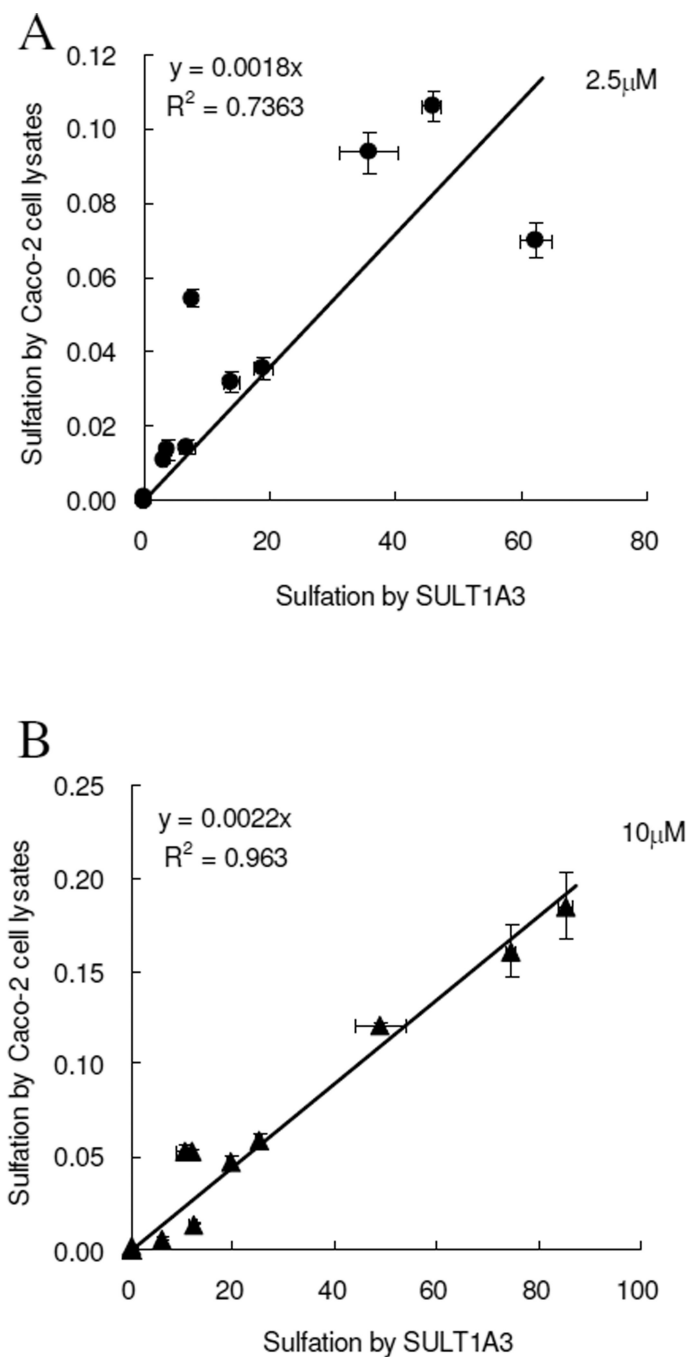 A
0.12
0.10
0.08
0.06
0.04
0.02
0.00
y = 0.0018x
R² = 0.7363
2.5μM
Sulfation by Caco-2 cell lysates
0 20 40 60 80
Sulfation by SULT1A3
B
0.25
0.20
0.15
0.10
0.05
0.00
y = 0.0022x
R² = 0.963
10μM
Sulfation by Caco-2 cell lysates
0 20 40 60 80 100
Sulfation by SULT1A3